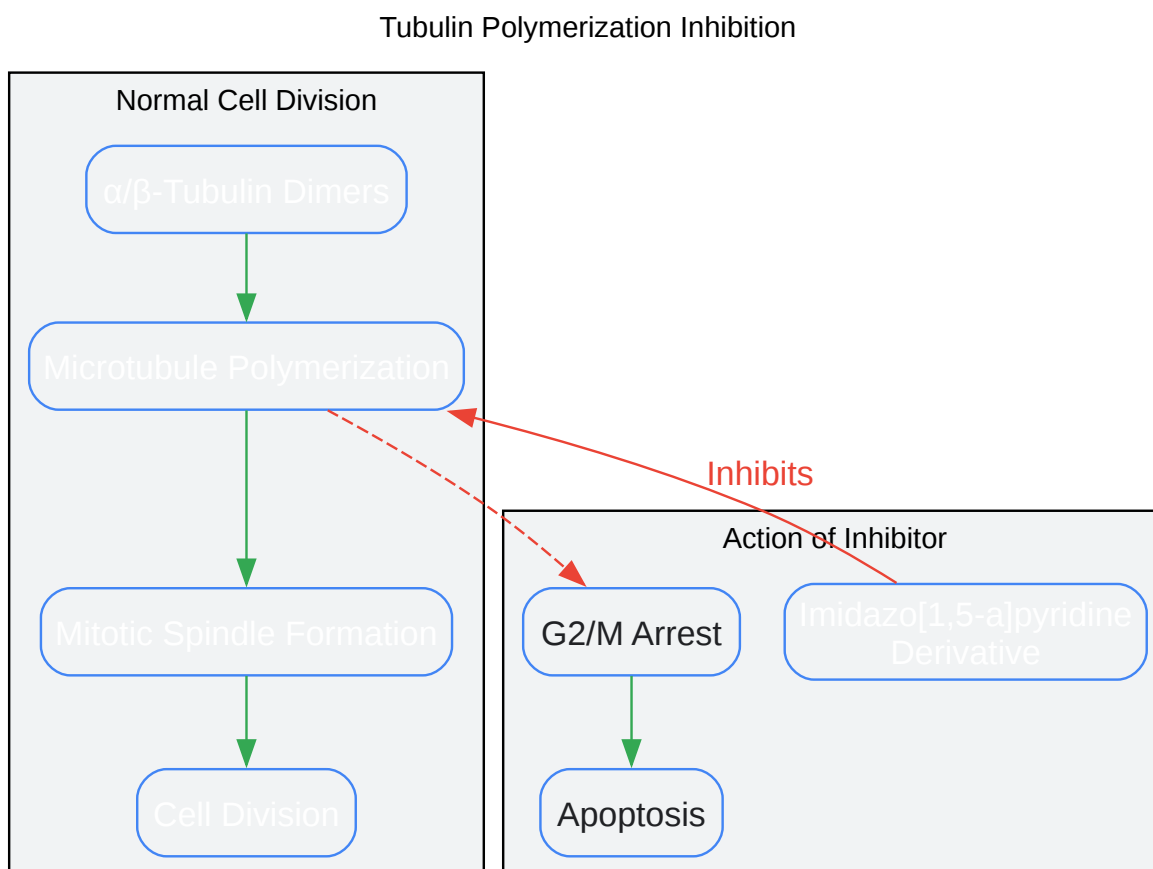 Tubulin Polymerization Inhibition
Normal Cell Division
α/β-Tubulin Dimers
Microtubule Polymerization
Inhibits
Action of Inhibitor
Mitotic Spindle Formation
G2/M Arrest
Imidazo[1,5-a]pyridine
Derivative
Cell Division
Apoptosis